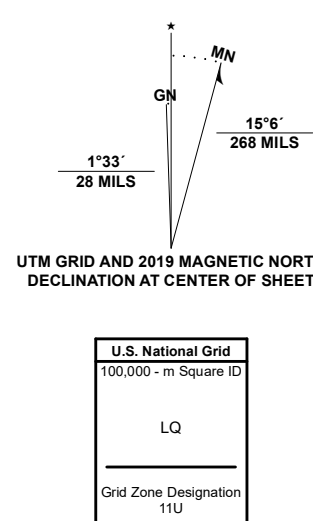 ★
MN
GN
15°6´
268 MILS
1°33´
28 MILS
UTM GRID AND 2019 MAGNETIC NORT
DECLINATION AT CENTER OF SHEET
U.S. National Grid
100,000 - m Square ID
LQ
Grid Zone Designation
11U